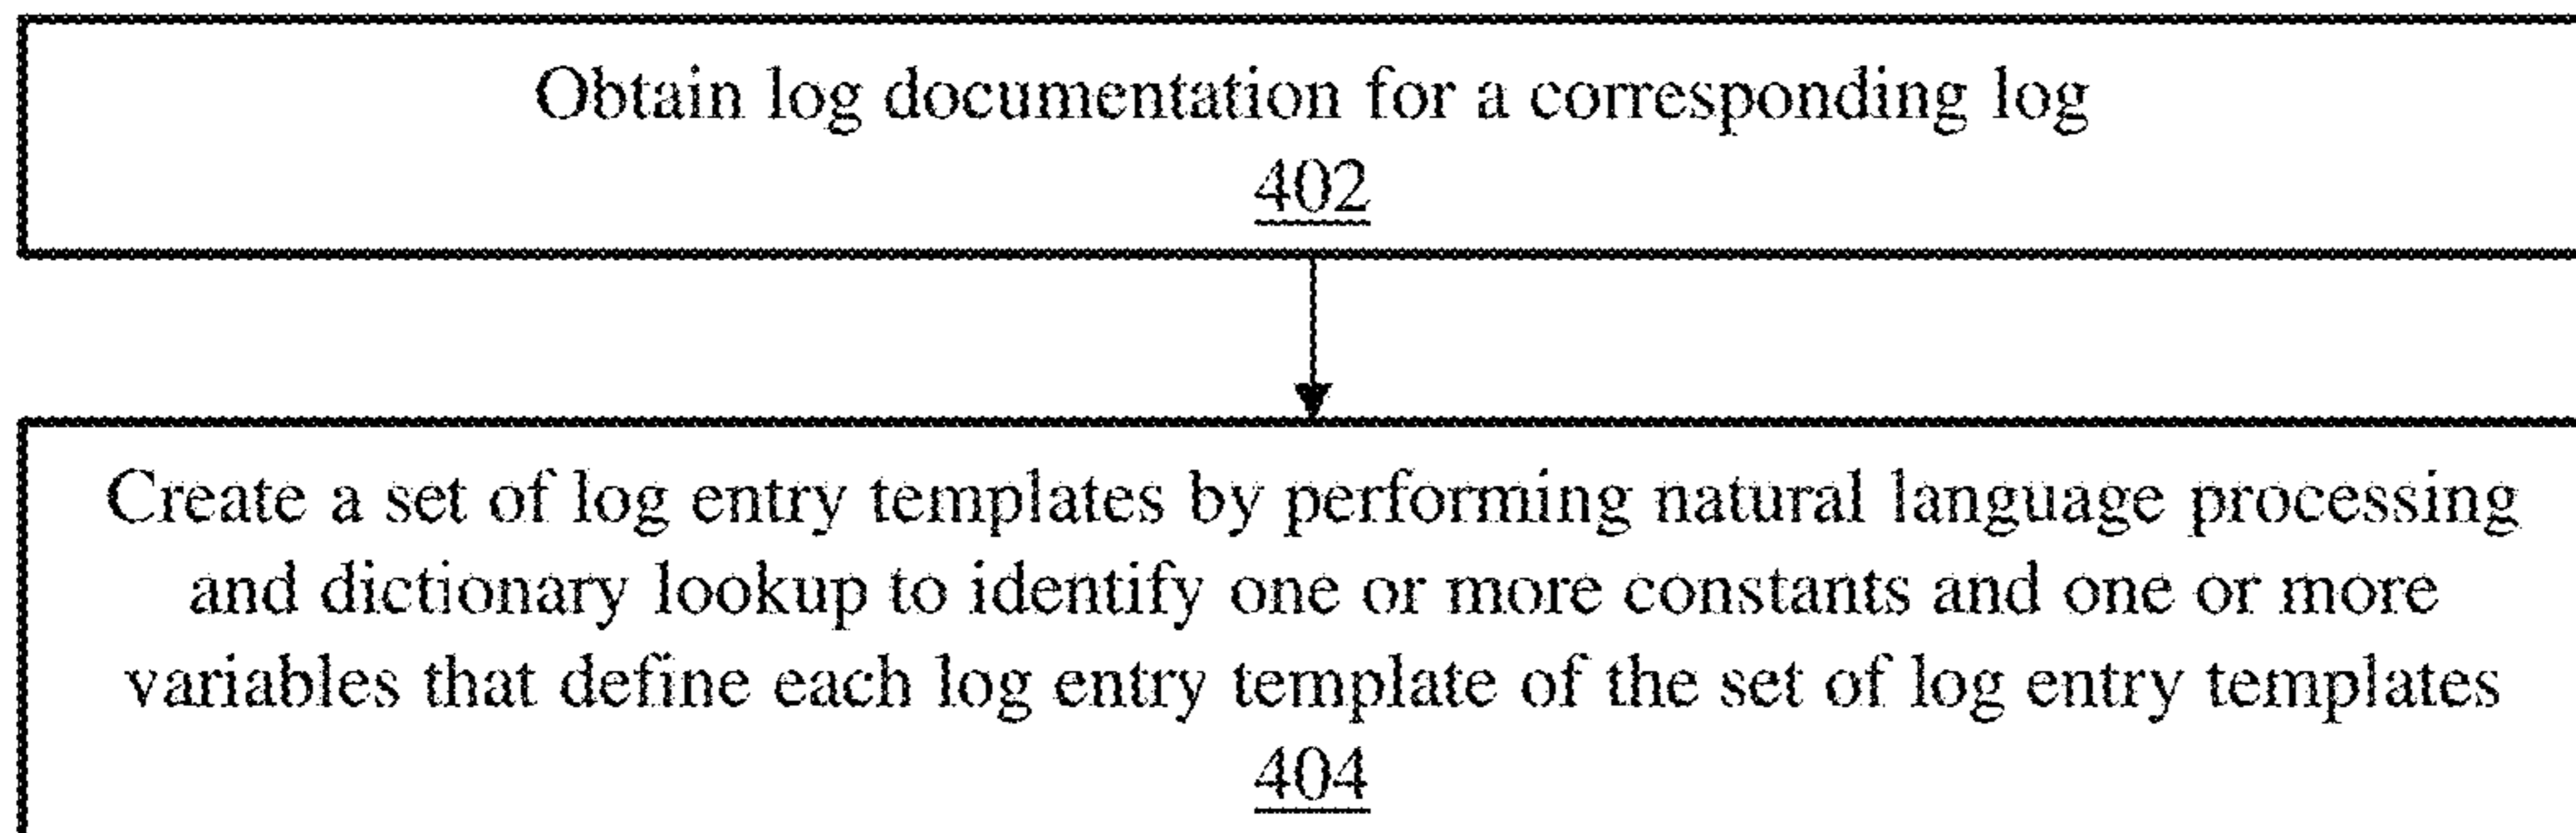 Obtain log documentation for a corresponding log
402
Create a set of log entry templates by performing natural language processing
and dictionary lookup to identify one or more constants and one or more
variables that define each log entry template of the set of log entry templates
404